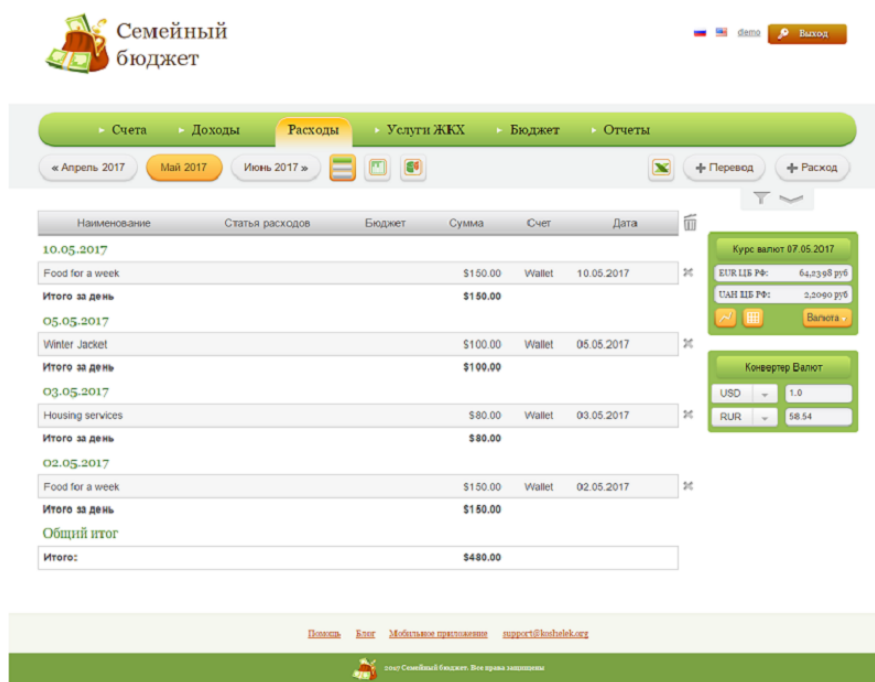 Семейный
бюджет
demo Выход
Счета Доходы Расходы Услуги ЖКХ Бюджет Отчеты
« Апрель 2017 Май 2017 Июнь 2017 » Перевод Расход
Наименование Статья расходов Бюджет Сумма Счет Дата
10.05.2017
Food for a week $150.00 Wallet 10.05.2017
Итого за день $150.00
05.05.2017
Winter Jacket $100.00 Wallet 05.05.2017
Итого за день $100.00
03.05.2017
Housing services $80.00 Wallet 03.05.2017
Итого за день $80.00
02.05.2017
Food for a week $150.00 Wallet 02.05.2017
Итого за день $150.00
Общий итог
Итого: $480.00
Курс валют 07.05.2017
EUR ЦБ РФ: 64,2398 руб
UAH ЦБ РФ: 2,2090 руб
Валюта
Конвертер Валют
USD 1.0
RUR 58.54
Помощь Блог Мобильное приложение support@koshelek.org
2017 Семейный бюджет. Все права защищены